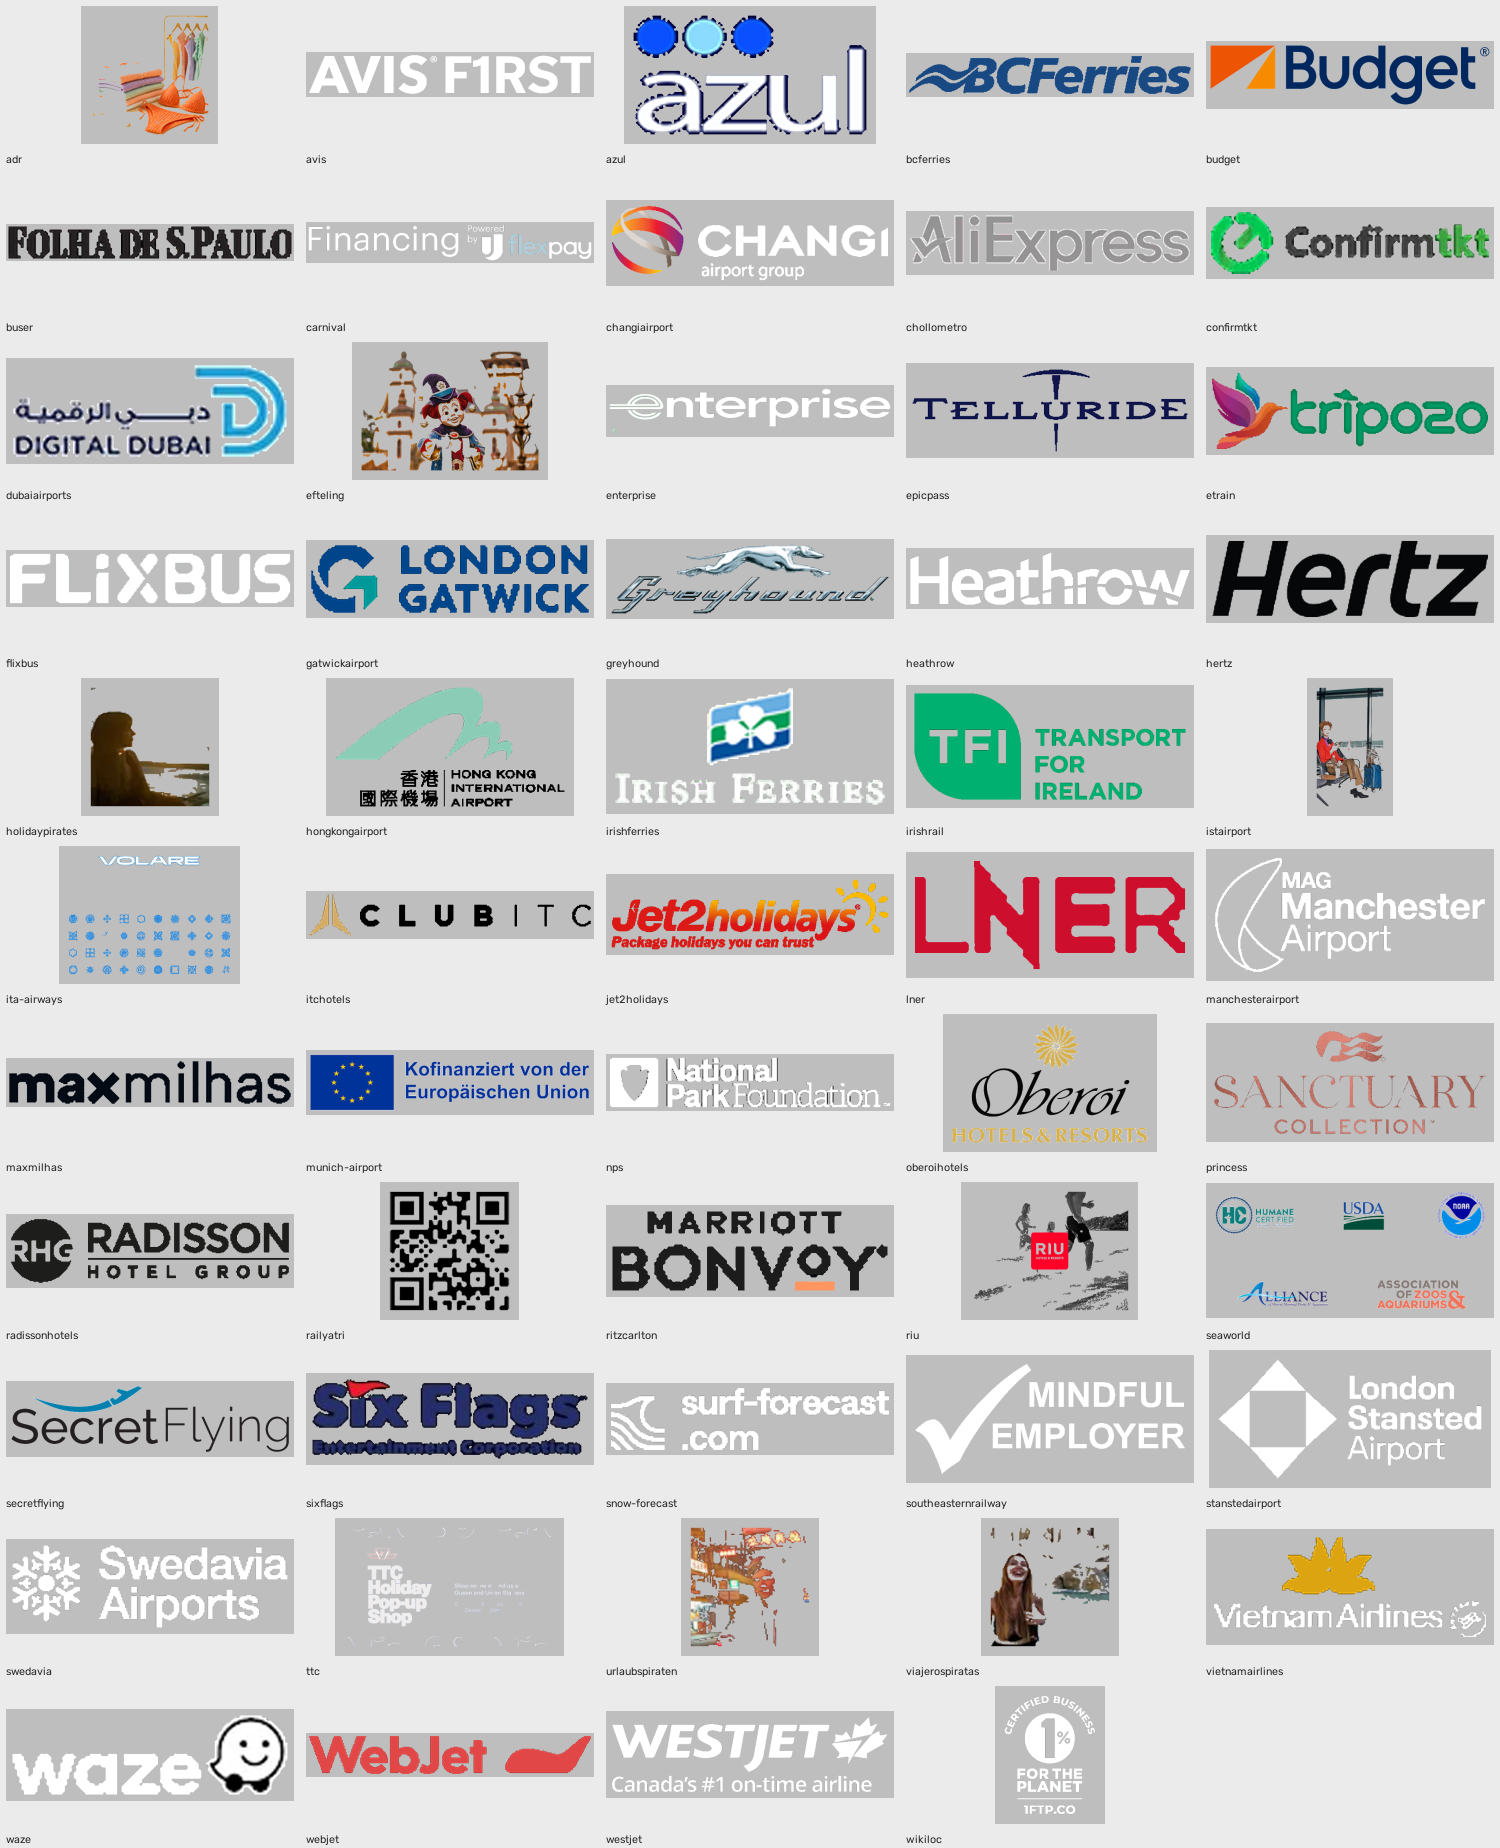 AVIS® F1RST
azul
BCFerries
Budget®
adr
avis
azul
bcferries
budget
FOLHA DE S.PAULO
Financing Powered by flexpay
CHANGI
airport group
AliExpress
Confirmtkt
buser
carnival
changiairport
chollometro
confirmtkt
دبي الرقمية
DIGITAL DUBAI
enterprise
TELLURIDE
tripozo
dubaiairports
efteling
enterprise
epicpass
etrain
FLiXBUS
LONDON
GATWICK
Greyhound
Heathrow
Hertz
flixbus
gatwickairport
greyhound
heathrow
hertz
香港
國際機場
HONG KONG
INTERNATIONAL
AIRPORT
IRISH FERRIES
TFI
TRANSPORT
FOR
IRELAND
holidaypirates
hongkongairport
irishferries
irishrail
istairport
VOLARE
CLUB ITC
Jet2holidays®
Package holidays you can trust
LNER
MAG
Manchester
Airport
ita-airways
itchotels
jet2holidays
lner
manchesterairport
maxmilhas
Kofinanziert von der
Europäischen Union
National
Park Foundation™
Oberoi
HOTELS & RESORTS
SANCTUARY
COLLECTION™
maxmilhas
munich-airport
nps
oberoihotels
princess
RHG
RADISSON
HOTEL GROUP
MARRIOTT
BONVOY
RIU
HC HUMANE
CERTIFIED
USDA
NOAA
ALLIANCE
ASSOCIATION
OF ZOOS
AQUARIUMS &
radissonhotels
railyatri
ritzcarlton
riu
seaworld
SecretFlying
Six Flags
Entertainment Corporation
surf-forecast
.com
MINDFUL
EMPLOYER
London
Stansted
Airport
secretflying
sixflags
snow-forecast
southeasternrailway
stanstedairport
Swedavia
Airports
TTC
Holiday
Pop-up
Shop
Vietnam Airlines
swedavia
ttc
urlaubspiraten
viajerospiratas
vietnamairlines
waze
WebJet
WESTJET
Canada's #1 on-time airline
CERTIFIED BUSINESS
1%
FOR THE
PLANET
1FTP.CO
waze
webjet
westjet
wikiloc